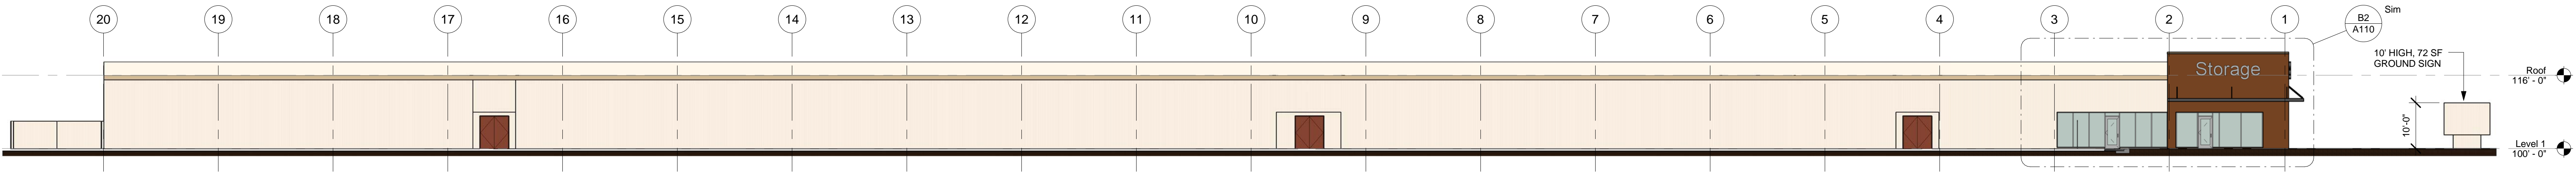 20 19 18 17 16 15 14 13 12 11 10 9 8 7 6 5 4 3 2 1
B2
A110
Sim
10' HIGH, 72 SF
GROUND SIGN
Storage
Roof
116' - 0"
10'-0"
Level 1
100' - 0"